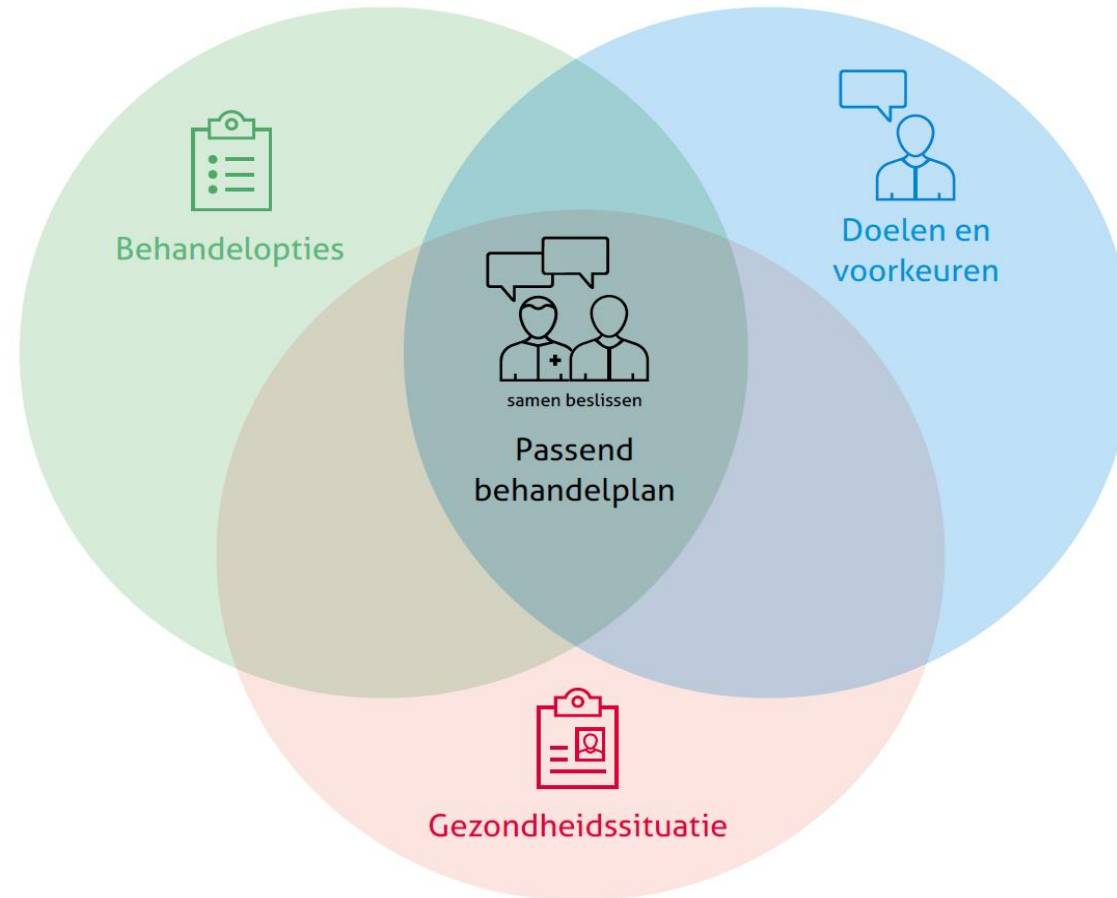 Behandelopties
Doelen en
voorkeuren
samen beslissen
Passend
behandelplan
Gezondheidssituatie